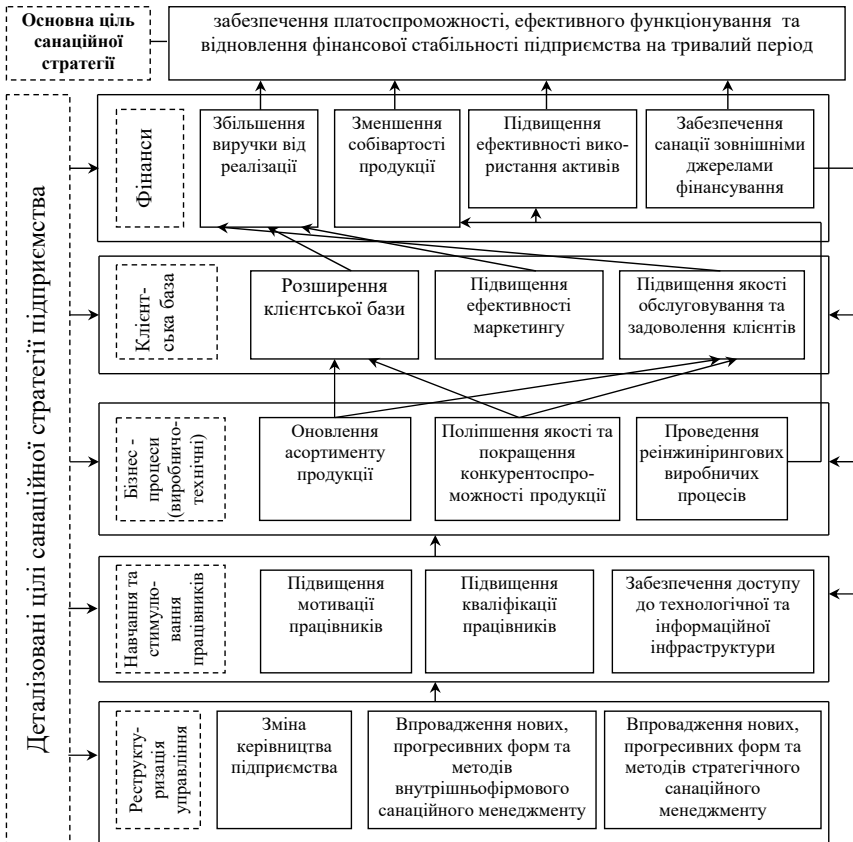 Основна ціль
санаційної
стратегії
забезпечення платоспроможності, ефективного функціонування та
відновлення фінансової стабільності підприємства на тривалий період
Деталізовані цілі санаційної стратегії підприємства
Фінанси
Збільшення
виручки від
реалізації
Зменшення
собівартості
продукції
Підвищення
ефективності вико-
ристання активів
Забезпечення
санації зовнішніми
джерелами
фінансування
Клієнт-
ська база
Розширення
клієнтської бази
Підвищення
ефективності
маркетингу
Підвищення якості
обслуговування та
задоволення клієнтів
Бізнес -
процеси
(виробничо-
технічні)
Оновлення
асортименту
продукції
Поліпшення якості та
покращення
конкурентоспро-
можності продукції
Проведення
реінжинірингових
виробничих
процесів
Навчання та
стимулю-
вання
працівників
Підвищення
мотивації
працівників
Підвищення
кваліфікації
працівників
Забезпечення доступу
до технологічної та
інформаційної
інфраструктури
Реструкту-
ризація
управління
Зміна
керівництва
підприємства
Впровадження нових,
прогресивних форм та
методів
внутрішньофірмового
санаційного менеджменту
Впровадження нових,
прогресивних форм та
методів стратегічного
санаційного
менеджменту